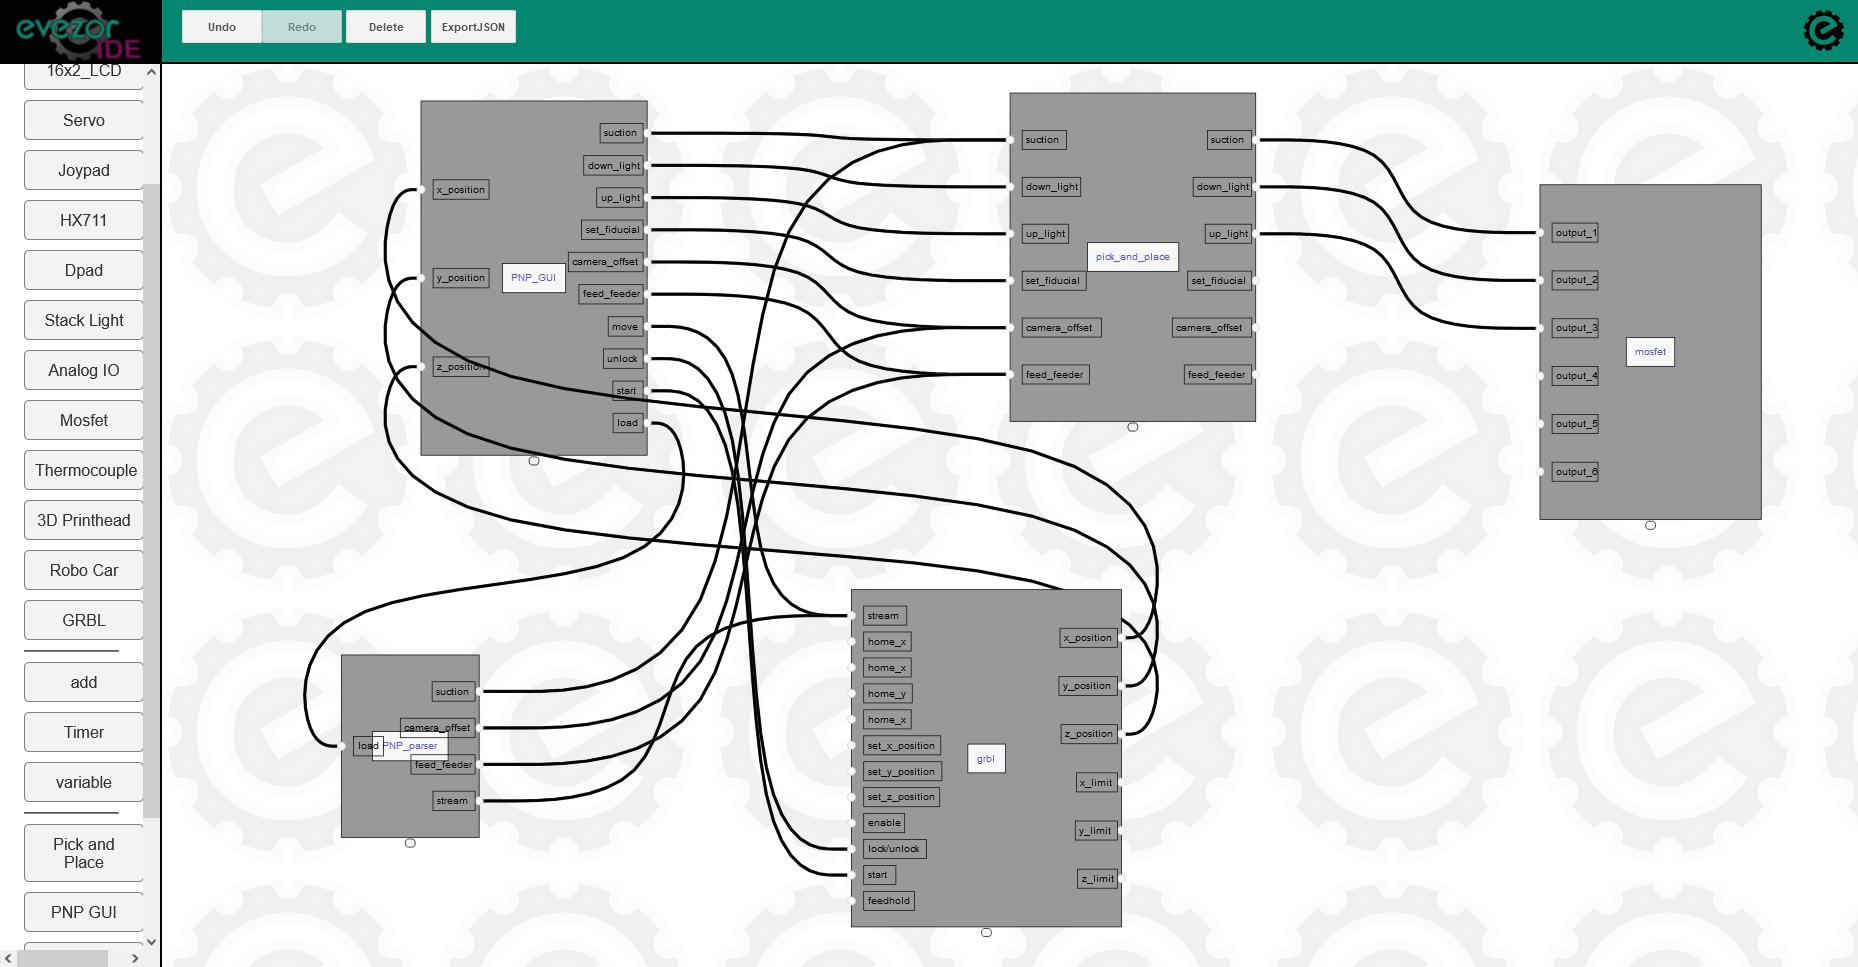 evezor
IDE
Undo
Redo
Delete
ExportJSON
16x2_LCD
Servo
Joypad
HX711
Dpad
Stack Light
Analog IO
Mosfet
Thermocouple
3D Printhead
Robo Car
GRBL
add
Timer
variable
Pick and
Place
PNP GUI
x_position
y_position
z_position
PNP_GUI
suction
down_light
up_light
set_fiducial
camera_offset
feed_feeder
move
unlock
start
load
suction
down_light
up_light
set_fiducial
camera_offset
feed_feeder
pick_and_place
suction
down_light
up_light
set_fiducial
camera_offset
feed_feeder
output_1
output_2
output_3
output_4
output_5
output_6
mosfet
load
PNP_parser
suction
camera_offset
feed_feeder
stream
stream
home_x
home_x
home_y
home_x
set_x_position
set_y_position
set_z_position
enable
lock/unlock
start
feedhold
grbl
x_position
y_position
z_position
x_limit
y_limit
z_limit